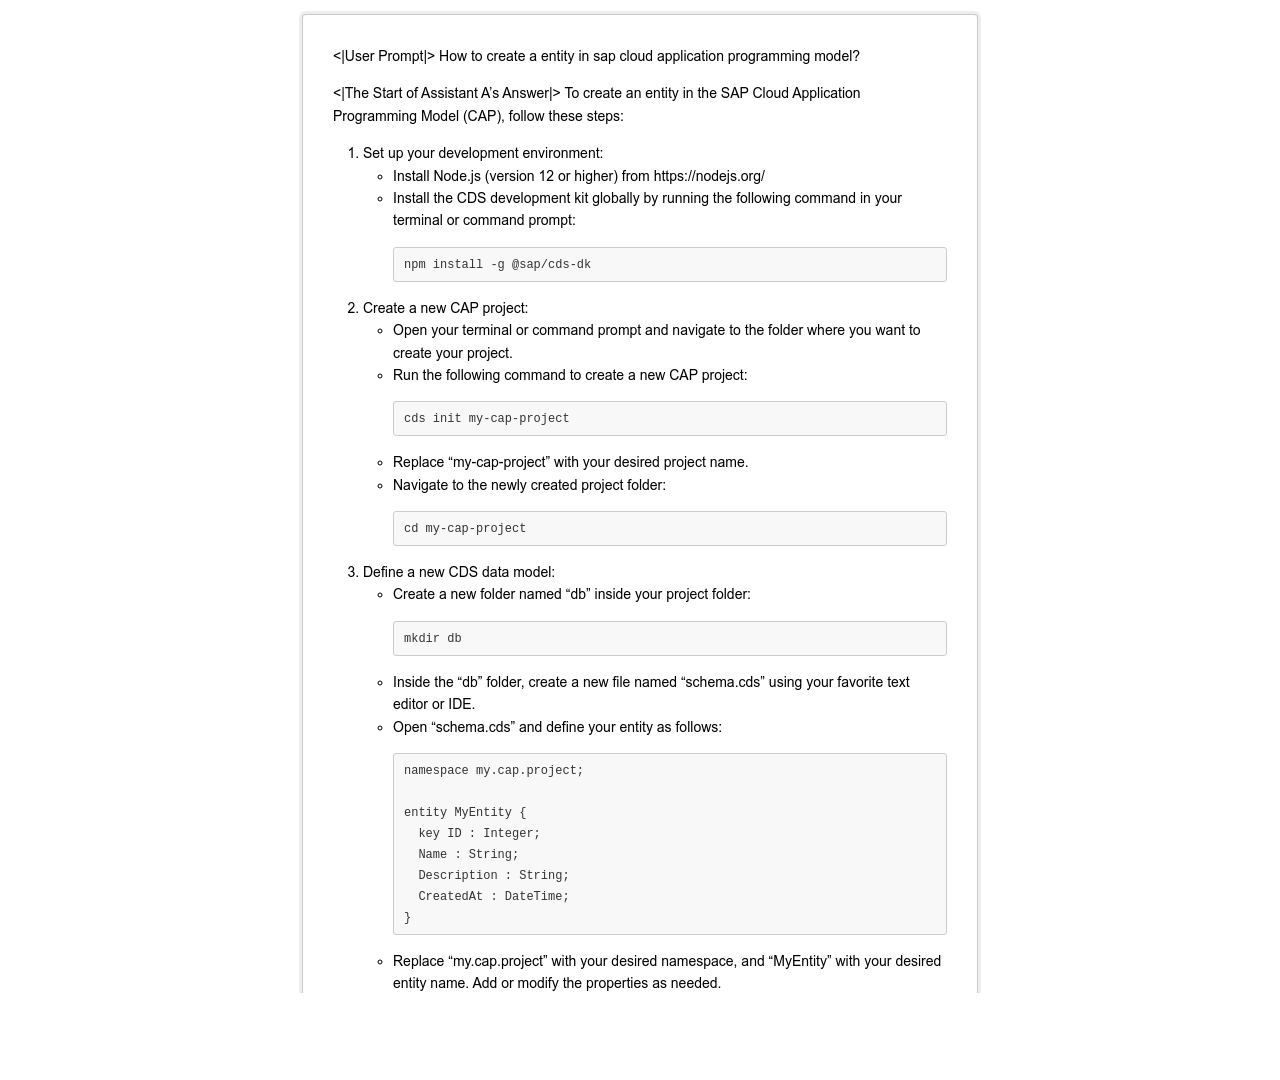 <|User Prompt|> How to create a entity in sap cloud application programming model?
<|The Start of Assistant A’s Answer|> To create an entity in the SAP Cloud Application
Programming Model (CAP), follow these steps:
1. Set up your development environment:
◦ Install Node.js (version 12 or higher) from https://nodejs.org/
◦ Install the CDS development kit globally by running the following command in your
terminal or command prompt:
npm install -g @sap/cds-dk
2. Create a new CAP project:
◦ Open your terminal or command prompt and navigate to the folder where you want to
create your project.
◦ Run the following command to create a new CAP project:
cds init my-cap-project
◦ Replace “my-cap-project” with your desired project name.
◦ Navigate to the newly created project folder:
cd my-cap-project
3. Define a new CDS data model:
◦ Create a new folder named “db” inside your project folder:
mkdir db
◦ Inside the “db” folder, create a new file named “schema.cds” using your favorite text
editor or IDE.
◦ Open “schema.cds” and define your entity as follows:
namespace my.cap.project;
entity MyEntity {
key ID : Integer;
Name : String;
Description : String;
CreatedAt : DateTime;
}
◦ Replace “my.cap.project” with your desired namespace, and “MyEntity” with your desired
entity name. Add or modify the properties as needed.